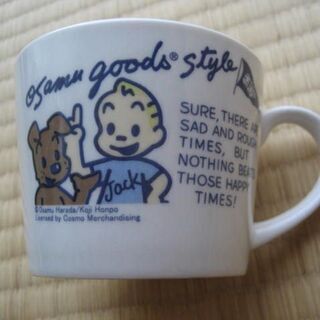 Osamu goods® style
SURE, THERE ARE
SAD AND ROUGH
TIMES, BUT
NOTHING BEATS
THOSE HAPPY
TIMES!
Jack
© Osamu Harada/Koji Honpo
Licensed by Cosmo Merchandising